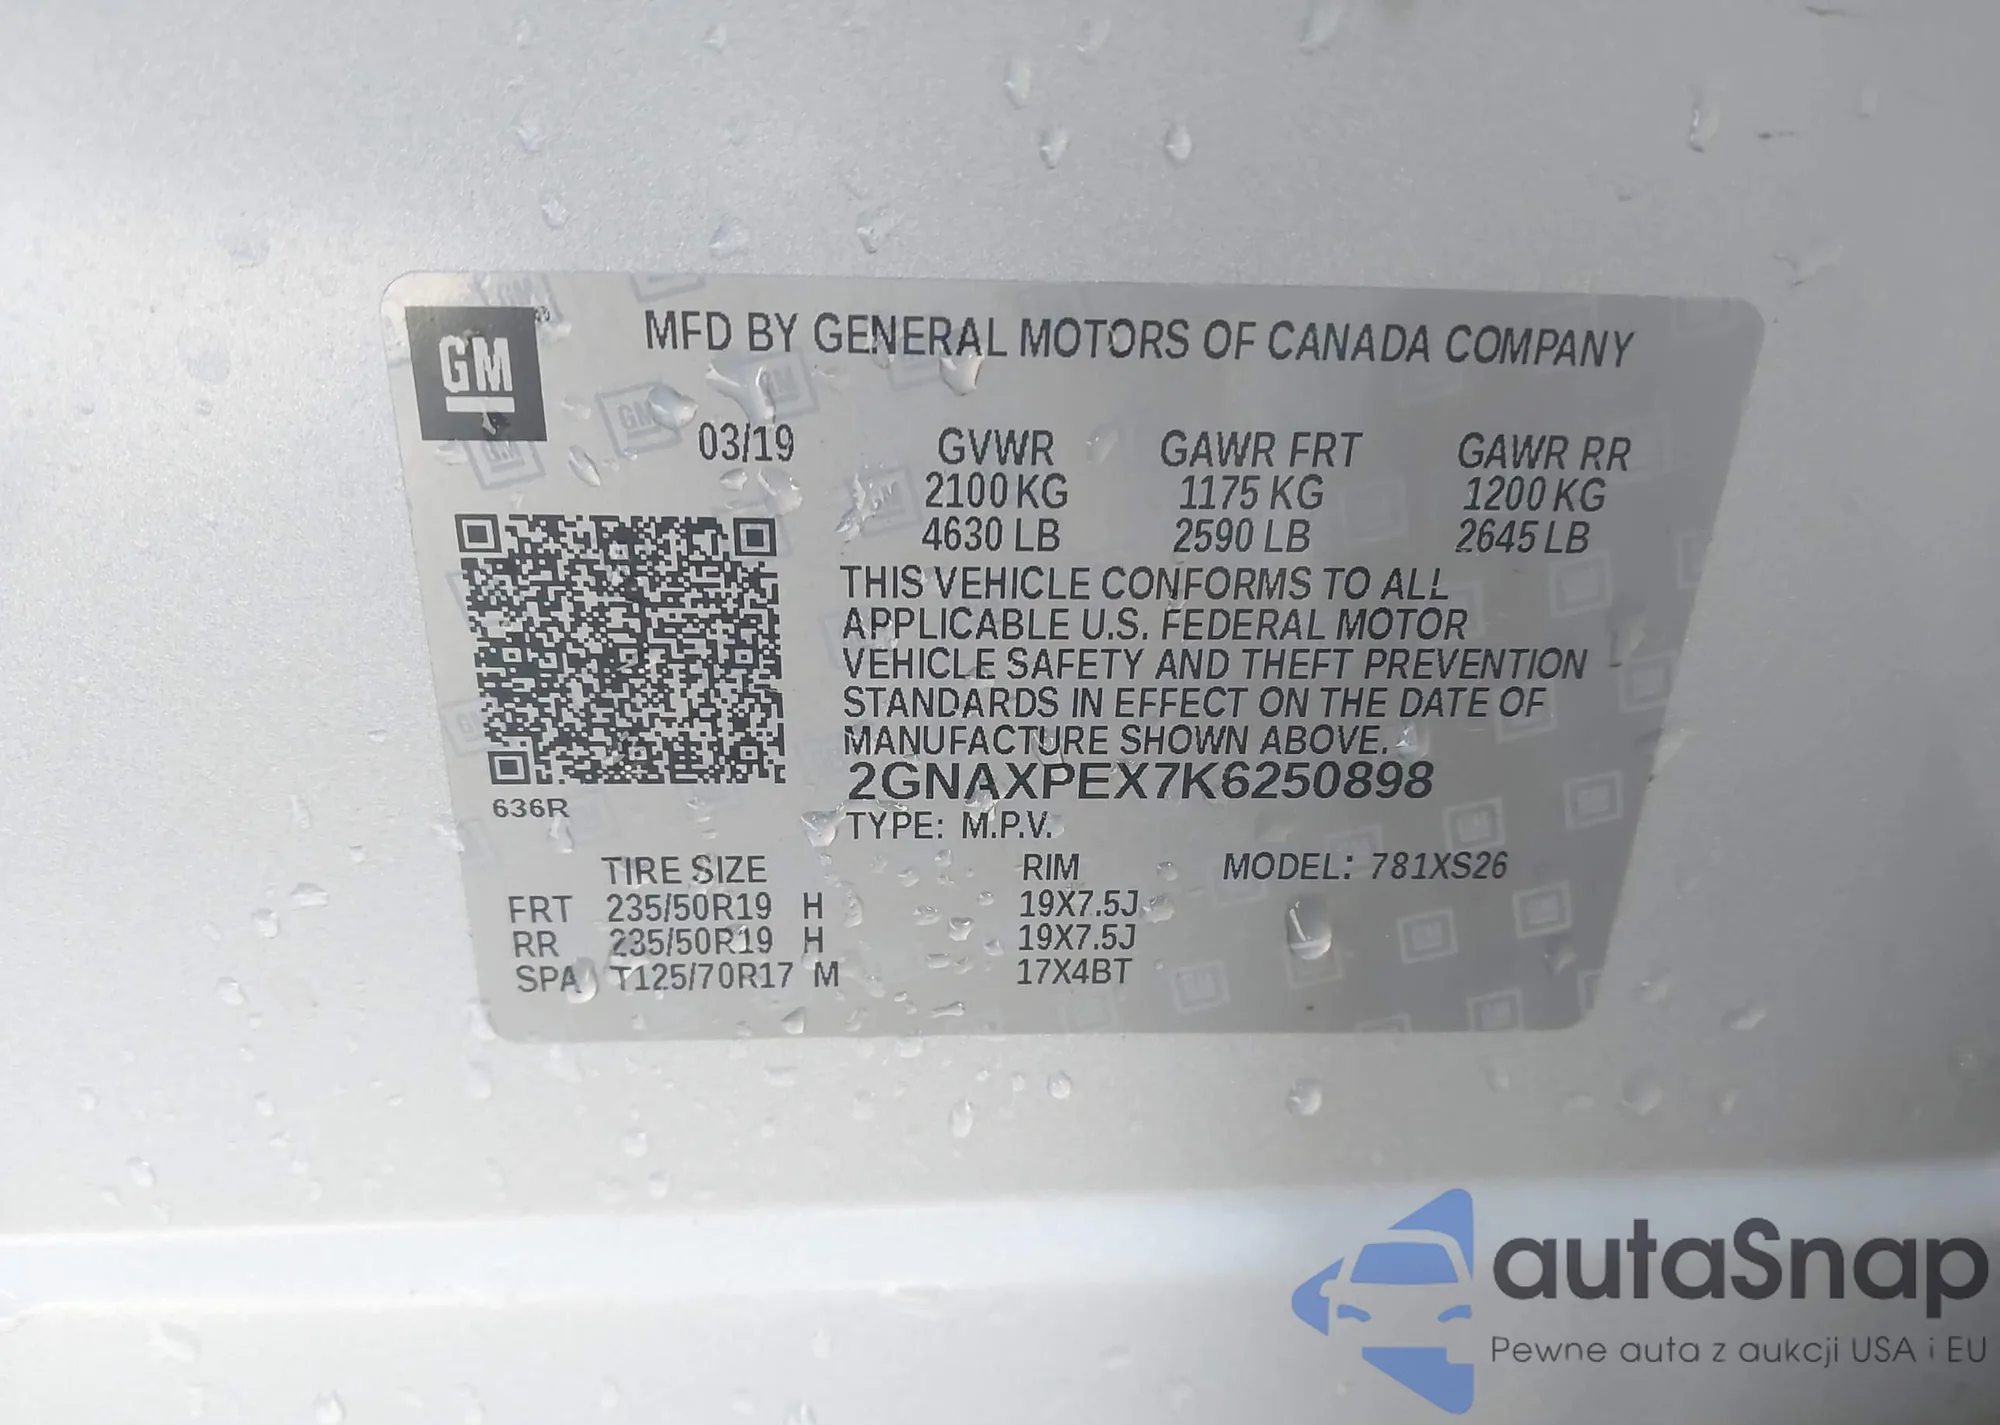 GM
MFD BY GENERAL MOTORS OF CANADA COMPANY
03/19 GVWR GAWR FRT GAWR RR
2100 KG 1175 KG 1200 KG
4630 LB 2590 LB 2645 LB
THIS VEHICLE CONFORMS TO ALL
APPLICABLE U.S. FEDERAL MOTOR
VEHICLE SAFETY AND THEFT PREVENTION
STANDARDS IN EFFECT ON THE DATE OF
MANUFACTURE SHOWN ABOVE.
2GNAXPEX7K6250898
636R
TYPE: M.P.V.
TIRE SIZE RIM MODEL: 781XS26
FRT 235/50R19 H 19X7.5J
RR 235/50R19 H 19X7.5J
SPA T125/70R17 M 17X4BT
autaSnap
Pewne auta z aukcji USA i EU